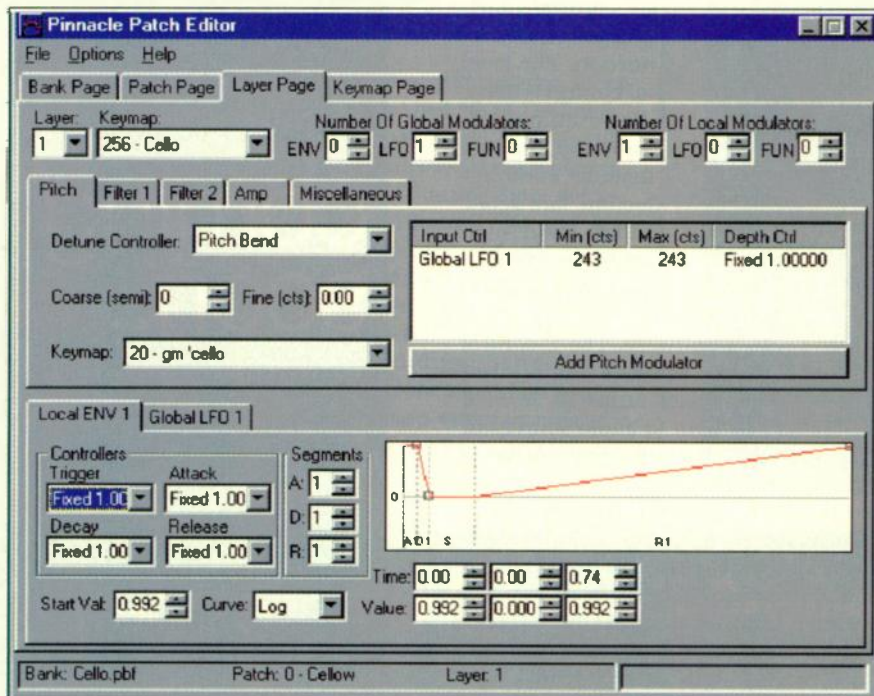 Pinnacle Patch Editor
File Options Help
Bank Page Patch Page Layer Page Keymap Page
Layer: Keymap: Number Of Global Modulators: Number Of Local Modulators:
1 256 - Cello ENV 0 LFO 1 FUN 0 ENV 1 LFO 0 FUN 0
Pitch Filter 1 Filter 2 Amp Miscellaneous
Detune Controller: Pitch Bend
Input Ctrl Min (cts) Max (cts) Depth Ctrl
Global LFO 1 243 243 Fixed 1.00000
Coarse (semi): 0 Fine (cts): 0.00
Keymap: 20 - gm 'cello
Add Pitch Modulator
Local ENV 1 Global LFO 1
Controllers
Trigger Attack
Fixed 1.00 Fixed 1.00
Decay Release
Fixed 1.00 Fixed 1.00
Segments
A: 1
D: 1
R: 1
0
A D1 S R1
Time: 0.00 0.00 0.74
Start Val: 0.992 Curve: Log Value: 0.992 0.000 0.992
Bank: Cello.pbf Patch: 0 - Cellow Layer: 1